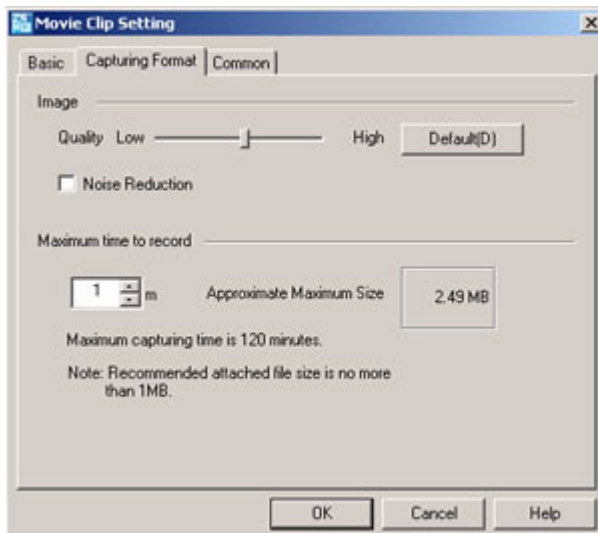 Movie Clip Setting
Basic Capturing Format Common
Image
Quality Low High Default(D)
Noise Reduction
Maximum time to record
1 m Approximate Maximum Size 2.49 MB
Maximum capturing time is 120 minutes.
Note: Recommended attached file size is no more
than 1MB.
OK Cancel Help